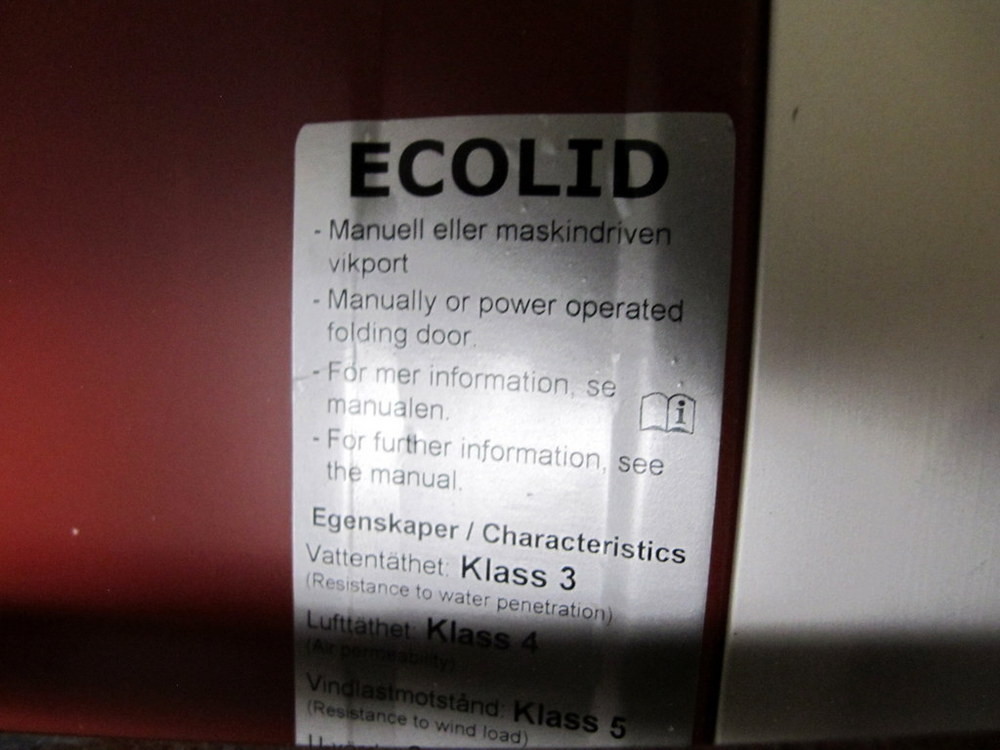 ECOLID
- Manuell eller maskindriven
vikport
- Manually or power operated
folding door.
- För mer information, se
manualen.
- For further information, see
the manual.
Egenskaper / Characteristics
Vattentäthet: Klass 3
(Resistance to water penetration)
Lufttäthet: Klass 4
(Air permeability)
Vindlastmotstånd: Klass 5
(Resistance to wind load)